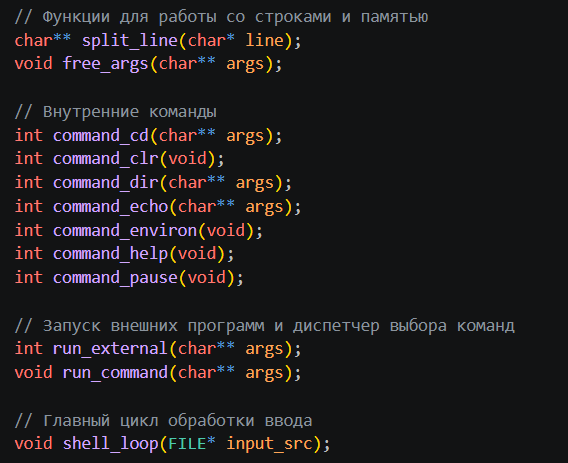 // Функции для работы со строками и памятью
char** split_line(char* line);
void free_args(char** args);

// Внутренние команды
int command_cd(char** args);
int command_clr(void);
int command_dir(char** args);
int command_echo(char** args);
int command_environ(void);
int command_help(void);
int command_pause(void);

// Запуск внешних программ и диспетчер выбора команд
int run_external(char** args);
void run_command(char** args);

// Главный цикл обработки ввода
void shell_loop(FILE* input_src);